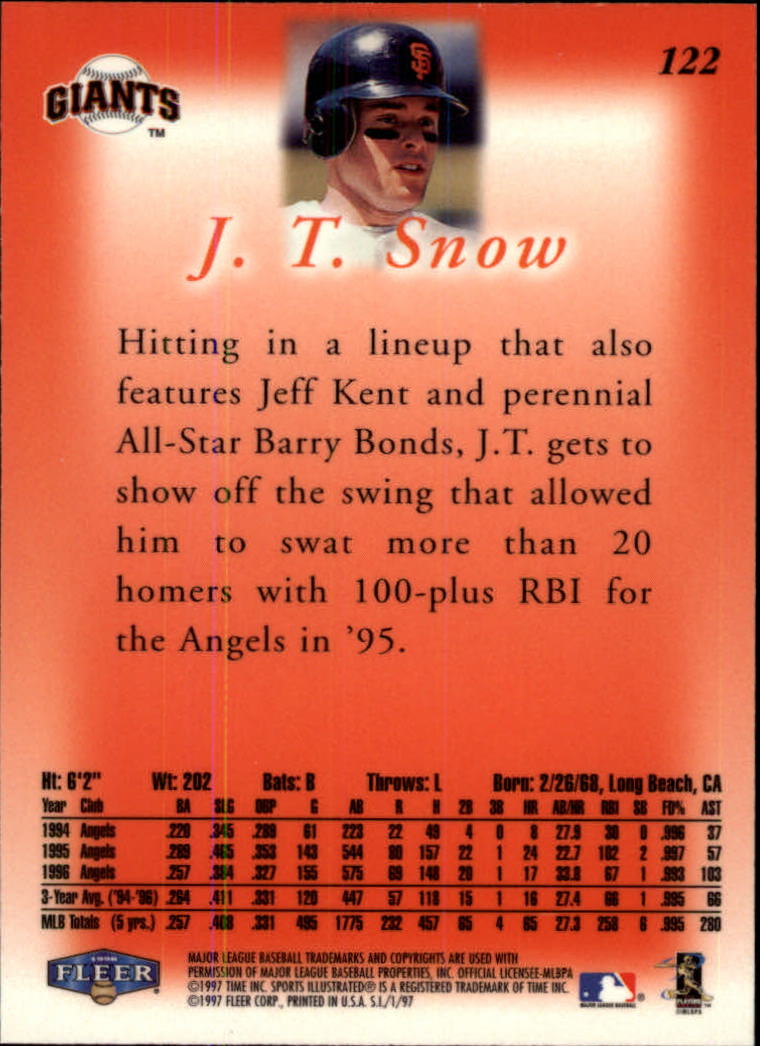 GIANTS
TM
SF
122
J. T. Snow
Hitting in a lineup that also
features Jeff Kent and perennial
All-Star Barry Bonds, J.T. gets to
show off the swing that allowed
him to swat more than 20
homers with 100-plus RBI for
the Angels in '95.
Ht: 6'2" Wt: 202 Bats: B Throws: L Born: 2/26/68, Long Beach, CA
Year Club BA SLG OBP G AB R H 2B 3B HR AB/HR RBI SB FD% AST
1994 Angels .220 .345 .289 61 223 22 49 4 0 8 27.9 30 0 .996 37
1995 Angels .289 .465 .353 143 544 80 157 22 1 24 22.7 102 2 .997 57
1996 Angels .257 .384 .327 155 575 69 148 20 1 17 33.8 67 1 .993 103
3-Year Avg. ('94-'96) .264 .411 .331 120 447 57 118 15 1 16 27.4 66 1 .995 66
MLB Totals (5 yrs.) .257 .408 .331 495 1775 232 457 65 4 65 27.3 258 6 .995 280
FLEER
MAJOR LEAGUE BASEBALL TRADEMARKS AND COPYRIGHTS ARE USED WITH
PERMISSION OF MAJOR LEAGUE BASEBALL PROPERTIES, INC. OFFICIAL LICENSEE-MLBPA
©1997 TIME INC. SPORTS ILLUSTRATED® IS A REGISTERED TRADEMARK OF TIME INC.
©1997 FLEER CORP., PRINTED IN U.S.A. S.I./1/97
MAJOR LEAGUE BASEBALL
PLAYERS
©MLBPA